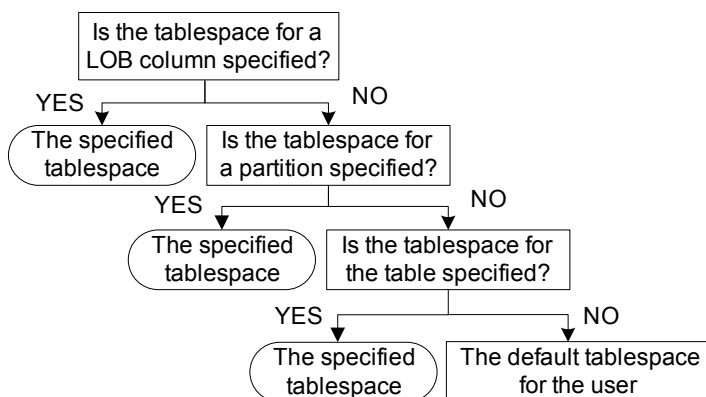 Is the tablespace for a
LOB column specified?
YES
NO
The specified
tablespace
Is the tablespace for
a partition specified?
YES
NO
The specified
tablespace
Is the tablespace for
the table specified?
YES
NO
The specified
tablespace
The default tablespace
for the user